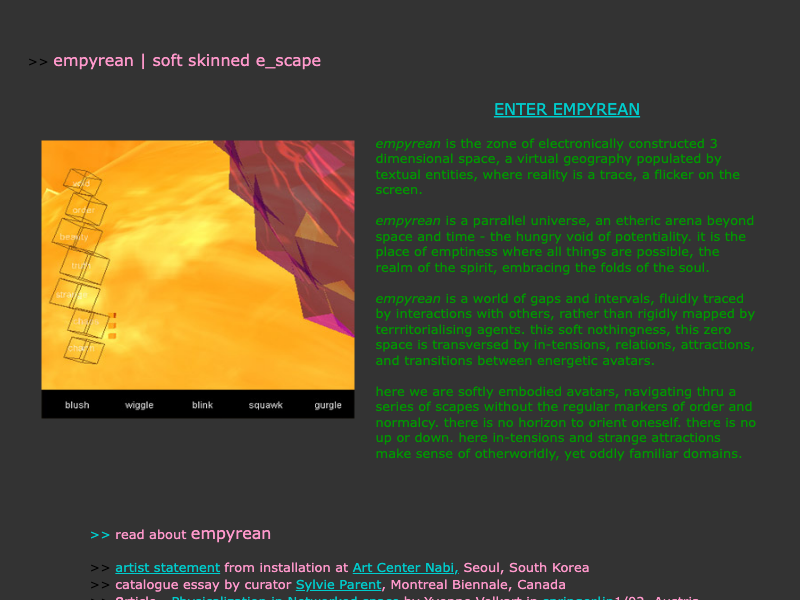 >> empyrean | soft skinned e_scape
ENTER EMPYREAN
empyrean is the zone of electronically constructed 3
dimensional space, a virtual geography populated by
textual entities, where reality is a trace, a flicker on the
screen.
empyrean is a parrallel universe, an etheric arena beyond
space and time - the hungry void of potentiality. it is the
place of emptiness where all things are possible, the
realm of the spirit, embracing the folds of the soul.
empyrean is a world of gaps and intervals, fluidly traced
by interactions with others, rather than rigidly mapped by
terrritorialising agents. this soft nothingness, this zero
space is transversed by in-tensions, relations, attractions,
and transitions between energetic avatars.
here we are softly embodied avatars, navigating thru a
series of scapes without the regular markers of order and
normalcy. there is no horizon to orient oneself. there is no
up or down. here in-tensions and strange attractions
make sense of otherworldly, yet oddly familiar domains.
void
order
beauty
truth
strange
charm
blush wiggle blink squawk gurgle
>> read about empyrean
>> artist statement from installation at Art Center Nabi, Seoul, South Korea
>> catalogue essay by curator Sylvie Parent, Montreal Biennale, Canada